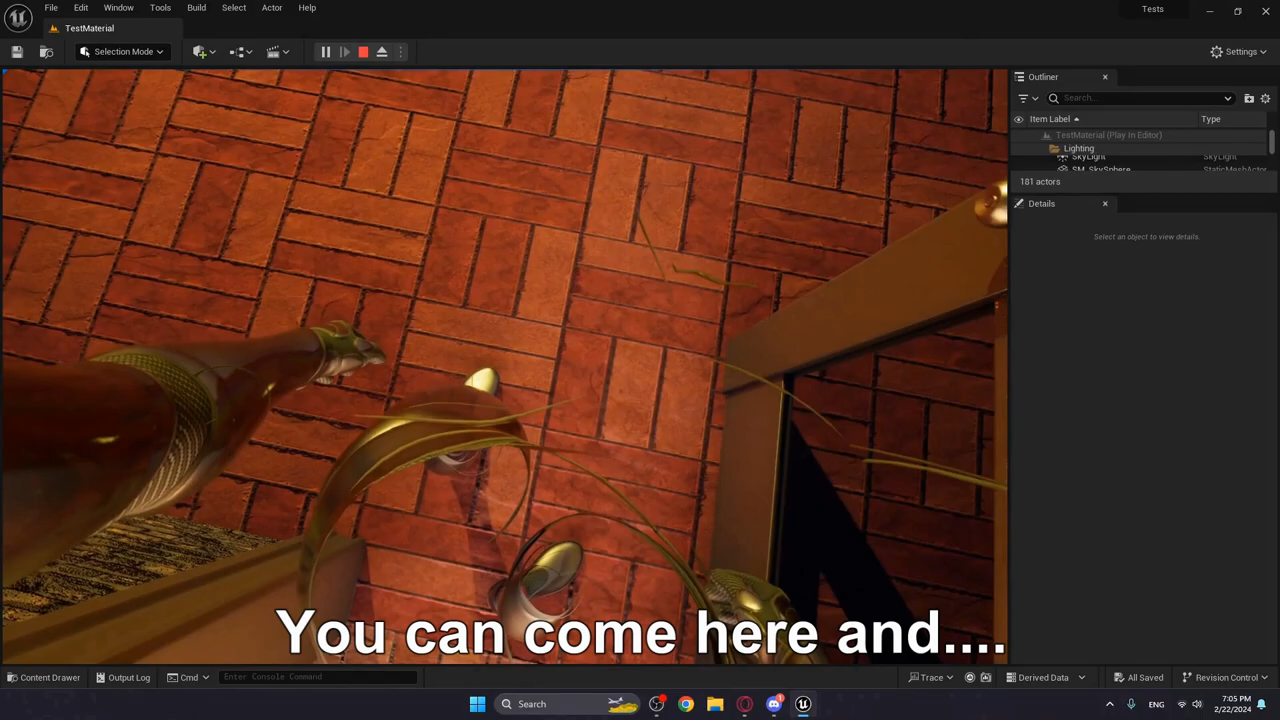 File Edit Window Tools Build Select Actor Help
Tests
TestMaterial
Selection Mode
Settings
Outliner
Search...
Item Label
Type
TestMaterial (Play In Editor)
Lighting
SkyLight SkyLight
SM_SkySphere StaticMeshActor
181 actors
Details
Select an object to view details.
You can come here and....
Content Drawer
Output Log
Cmd
Enter Console Command
Trace
Derived Data
All Saved
Revision Control
Search
ENG
7:05 PM
2/22/2024